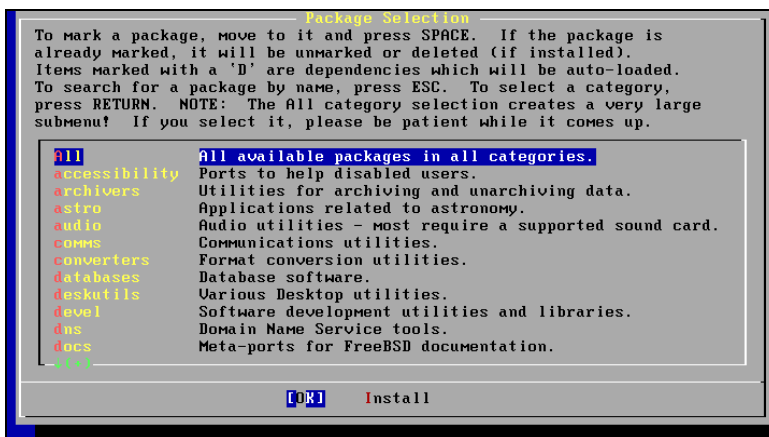 Package Selection
To mark a package, move to it and press SPACE.  If the package is
already marked, it will be unmarked or deleted (if installed).
Items marked with a 'D' are dependencies which will be auto-loaded.
To search for a package by name, press ESC.  To select a category,
press RETURN.  NOTE:  The All category selection creates a very large
submenu!  If you select it, please be patient while it comes up.
All All available packages in all categories.
accessibility Ports to help disabled users.
archivers Utilities for archiving and unarchiving data.
astro Applications related to astronomy.
audio Audio utilities - most require a supported sound card.
comms Communications utilities.
converters Format conversion utilities.
databases Database software.
deskutils Various Desktop utilities.
devel Software development utilities and libraries.
dns Domain Name Service tools.
docs Meta-ports for FreeBSD documentation.
↓(+)
[OK] Install